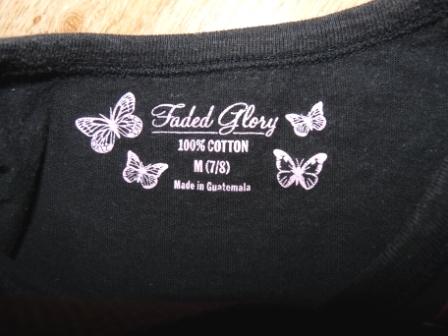 Faded Glory
100% COTTON
M (7/8)
Made in Guatemala